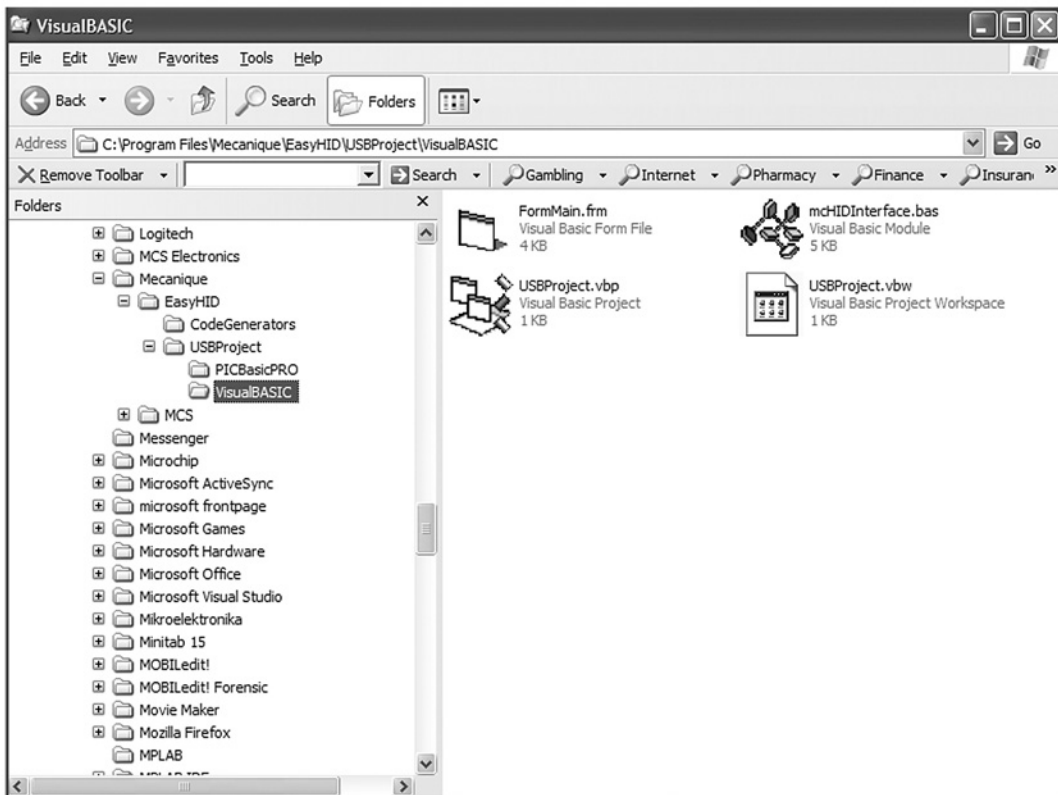 VisualBASIC
File Edit View Favorites Tools Help
Back Search Folders
Address C:\Program Files\Mecanique\EasyHID\USBProject\VisualBASIC Go
Remove Toolbar Search Gambling Internet Pharmacy Finance Insuran »
Folders
Logitech
MCS Electronics
Mecanique
EasyHID
CodeGenerators
USBProject
PICBasicPRO
VisualBASIC
MCS
Messenger
Microchip
Microsoft ActiveSync
microsoft frontpage
Microsoft Games
Microsoft Hardware
Microsoft Office
Microsoft Visual Studio
Mikroelektronika
Minitab 15
MOBILedit!
MOBILedit! Forensic
Movie Maker
Mozilla Firefox
MPLAB
FormMain.frm
Visual Basic Form File
4 KB
mcHIDInterface.bas
Visual Basic Module
5 KB
USBProject.vbp
Visual Basic Project
1 KB
USBProject.vbw
Visual Basic Project Workspace
1 KB